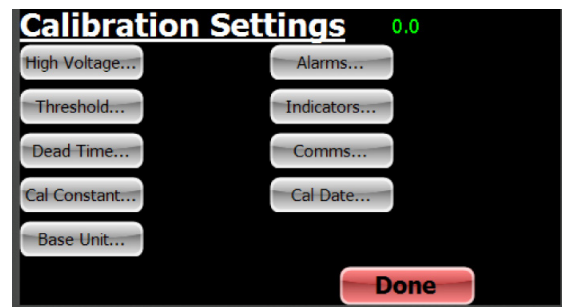 Calibration Settings 0.0
High Voltage... Alarms...
Threshold... Indicators...
Dead Time... Comms...
Cal Constant... Cal Date...
Base Unit...
Done